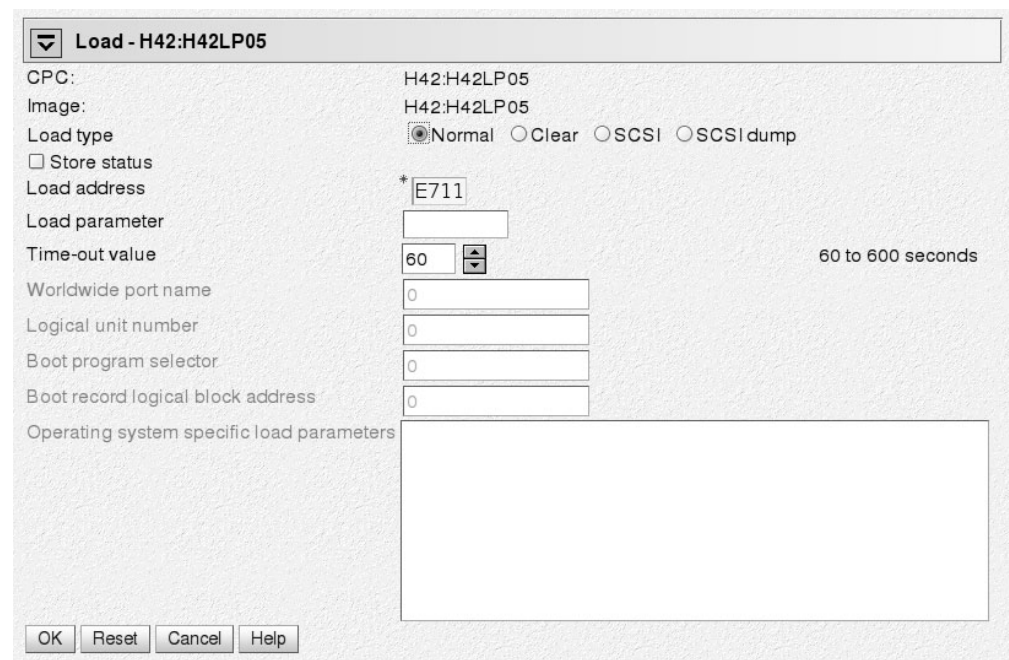 Load - H42:H42LP05
CPC: H42:H42LP05
Image: H42:H42LP05
Load type Normal Clear SCSI SCSI dump
Store status
Load address * E711
Load parameter
Time-out value 60 60 to 600 seconds
Worldwide port name 0
Logical unit number 0
Boot program selector 0
Boot record logical block address 0
Operating system specific load parameters
OK Reset Cancel Help